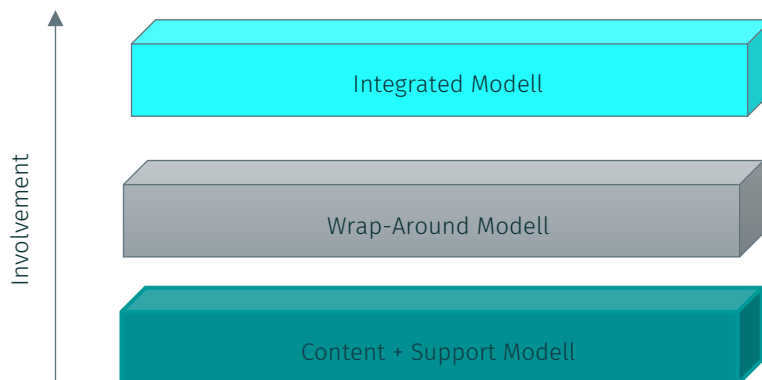 Integrated Modell
Wrap-Around Modell
Content + Support Modell
Involvement